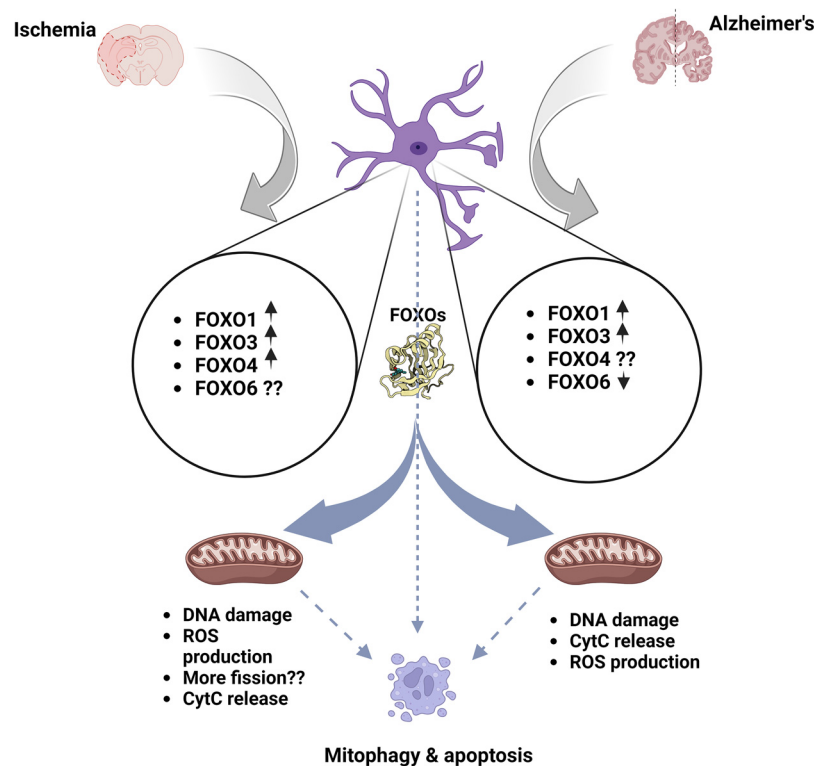 Ischemia
Alzheimer's
• FOXO1
• FOXO3
• FOXO4
• FOXO6 ??
FOXOs
• FOXO1
• FOXO3
• FOXO4 ??
• FOXO6
• DNA damage
• ROS
production
• More fission??
• CytC release
• DNA damage
• CytC release
• ROS production
Mitophagy & apoptosis